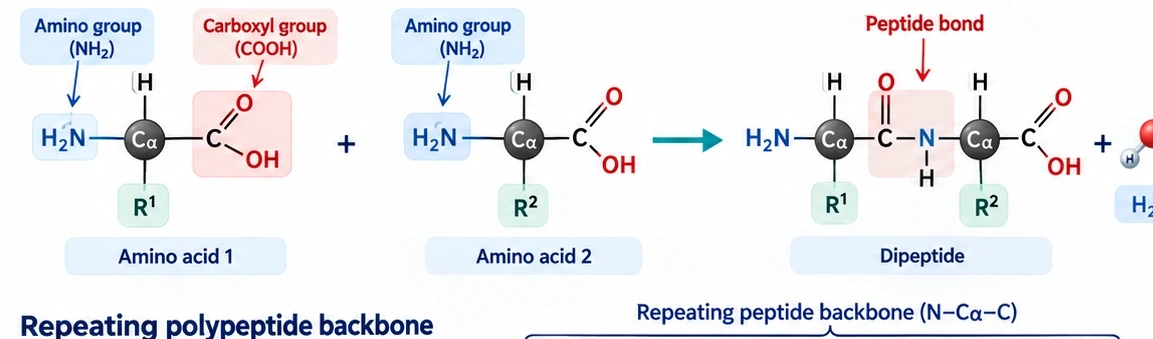 Amino group
(NH₂)
Carboxyl group
(COOH)
Amino group
(NH₂)
Peptide bond
H
O
H₂N
Cα
C
OH
R¹
Amino acid 1
+
H
O
H₂N
Cα
C
OH
R²
Amino acid 2
H
O
H
O
H₂N
Cα
C
N
Cα
C
OH
H
R¹
R²
Dipeptide
+
H
H₂
Repeating polypeptide backbone
Repeating peptide backbone (N–Cα–C)